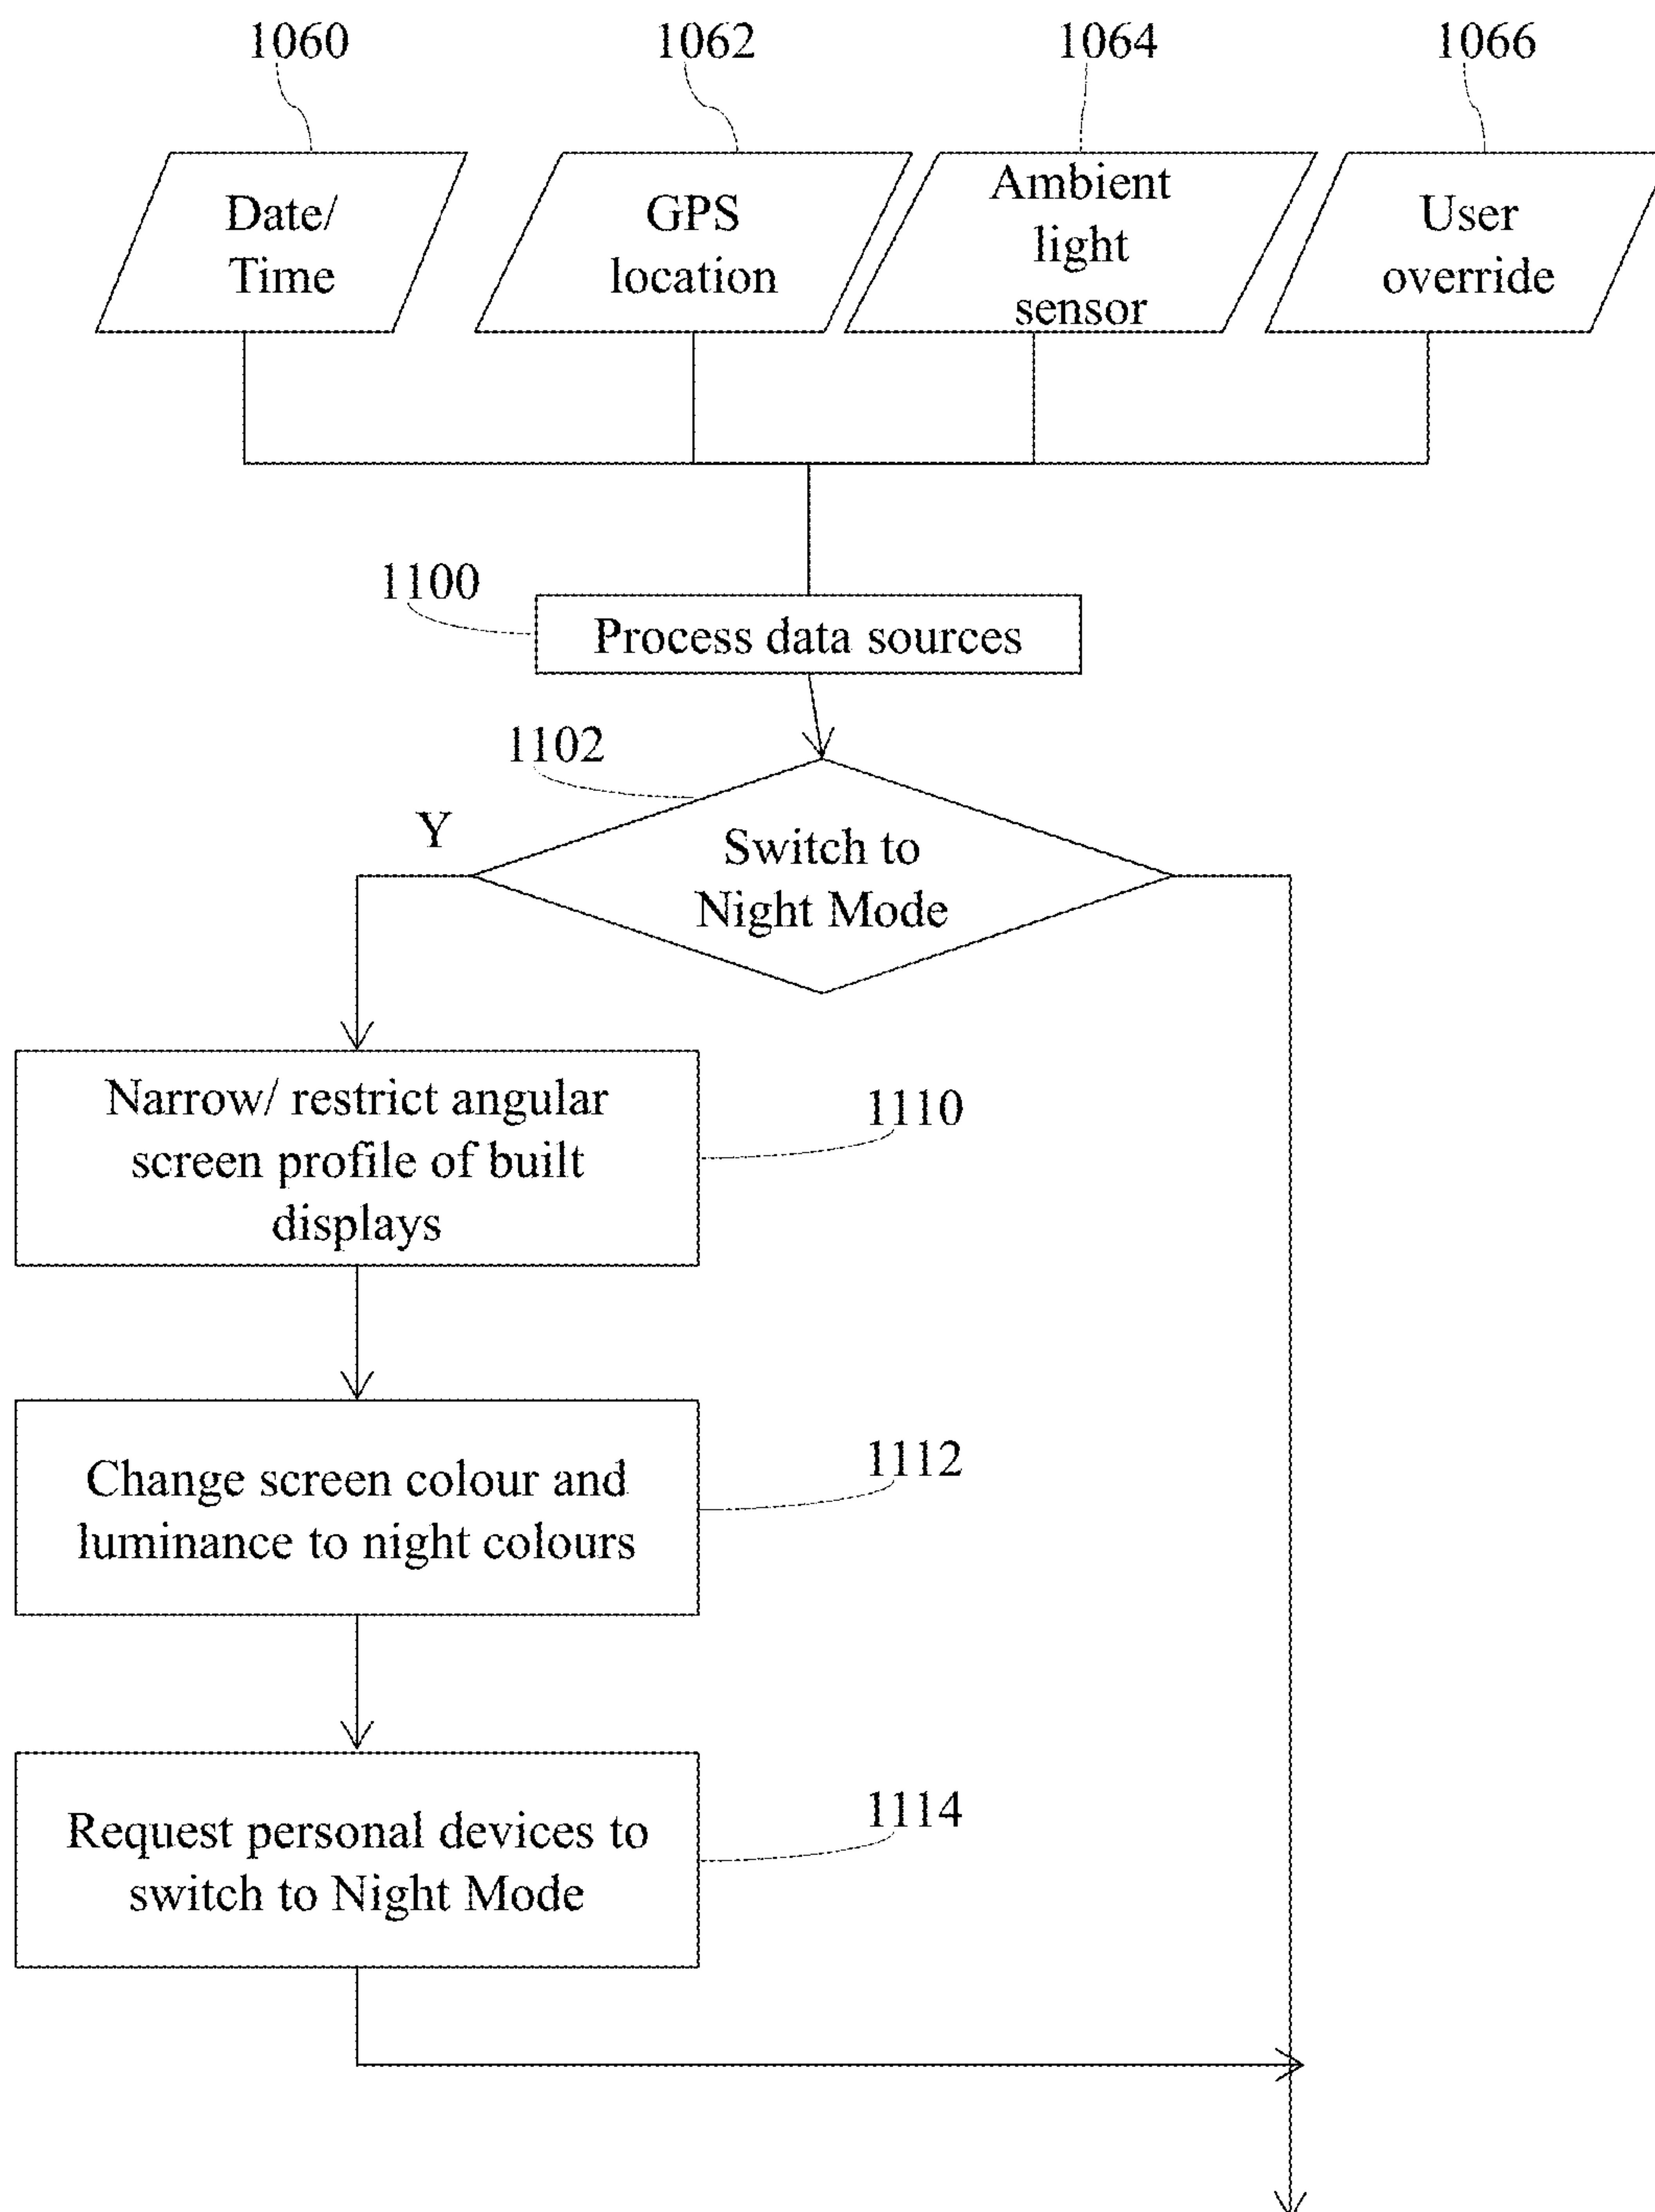 1060
1062
1064
1066
Date/
Time
GPS
location
Ambient
light
sensor
User
override
1100
Process data sources
1102
Y
Switch to
Night Mode
Narrow/ restrict angular
screen profile of built
displays
1110
Change screen colour and
luminance to night colours
1112
Request personal devices to
switch to Night Mode
1114